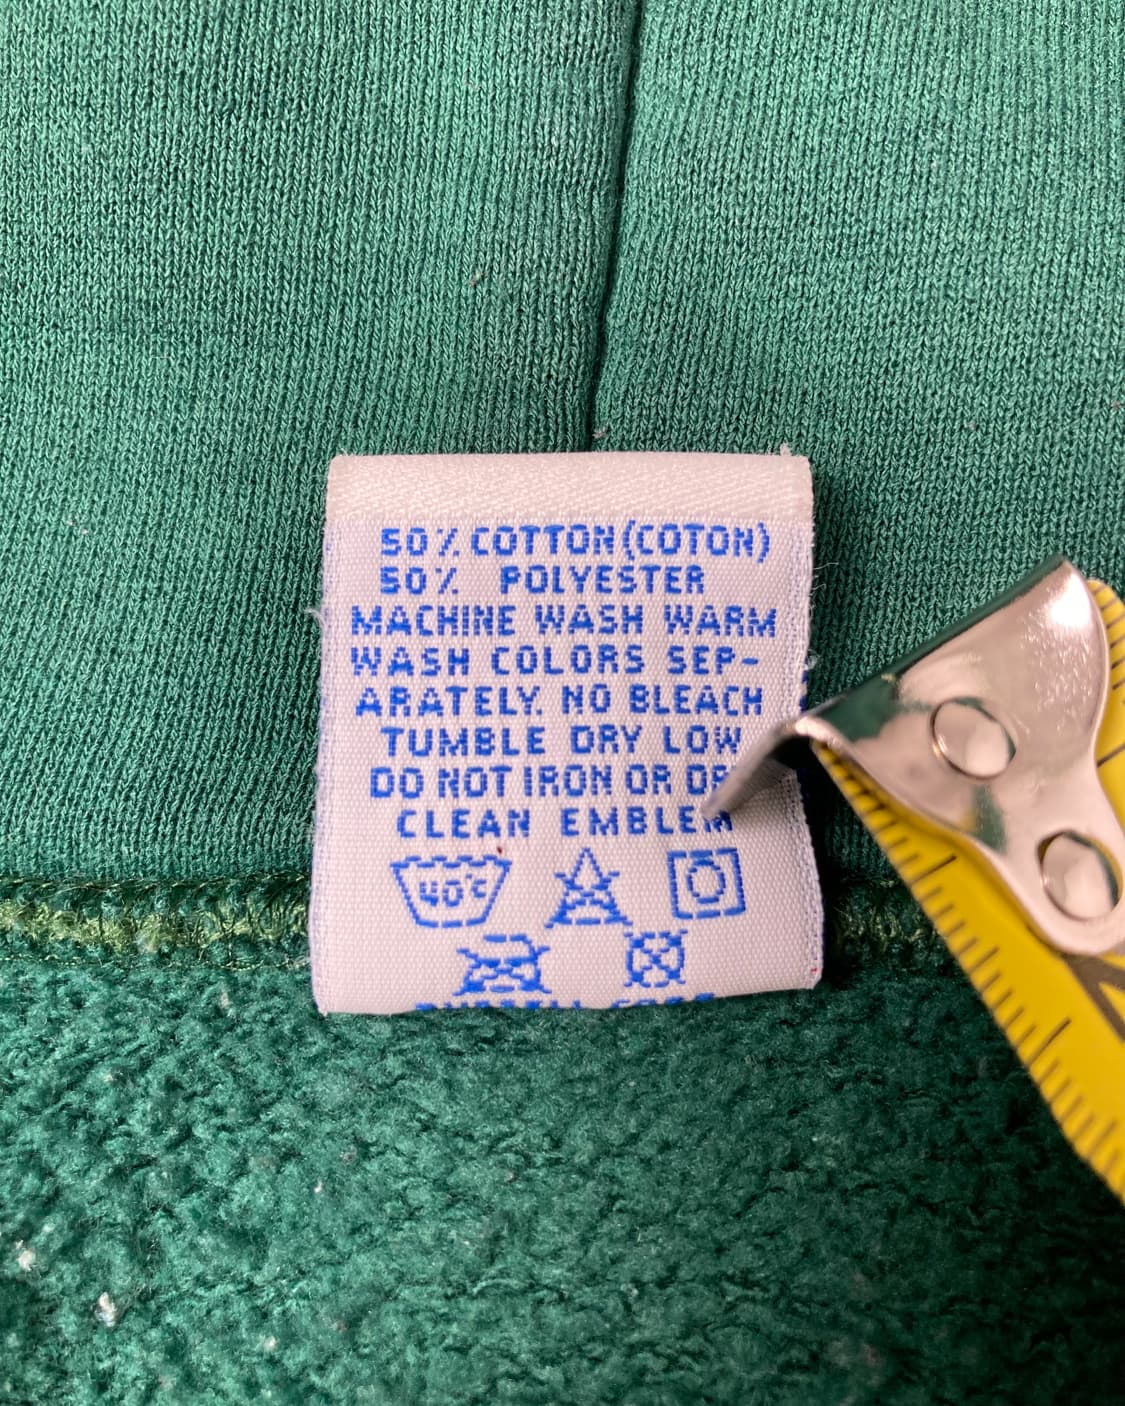 50% COTTON (COTON)
50% POLYESTER
MACHINE WASH WARM
WASH COLORS SEP-
ARATELY. NO BLEACH
TUMBLE DRY LOW
DO NOT IRON OR
CLEAN EMBLEM
40°C